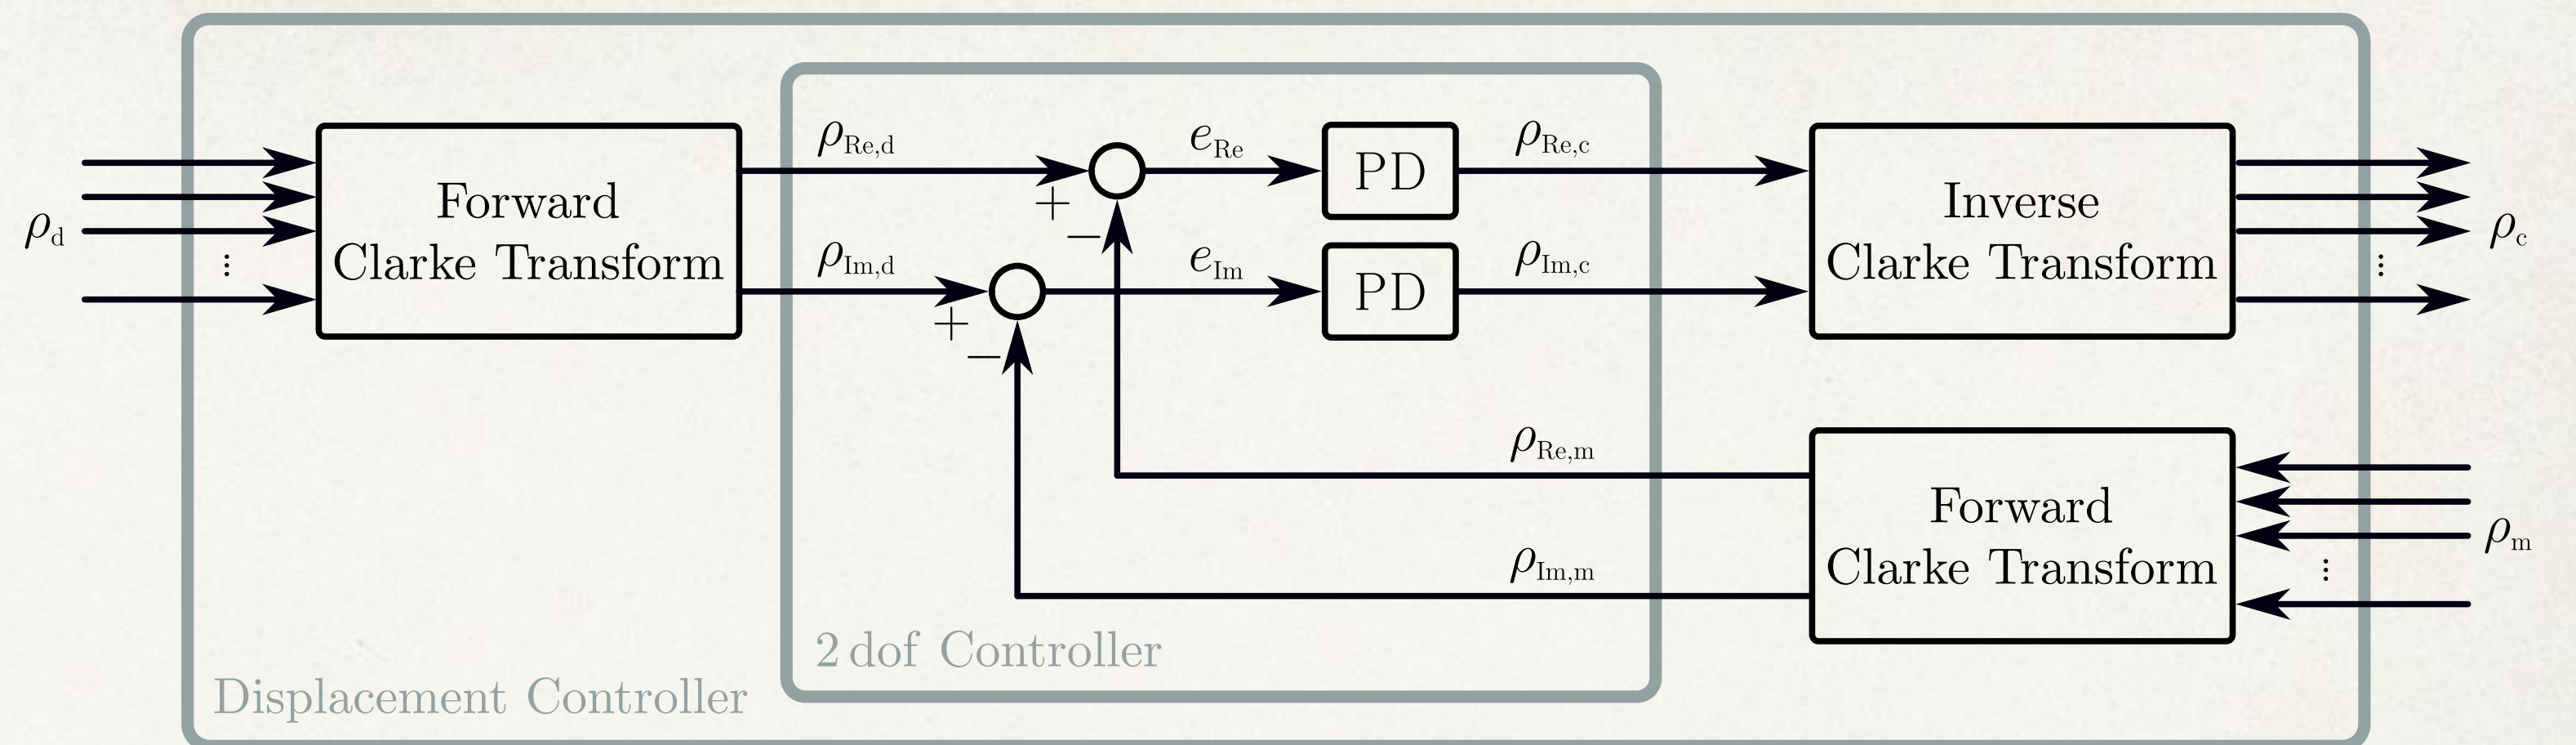 ρd
⋮
Forward
Clarke Transform
ρRe,d
ρIm,d
+
−
+
−
eRe
eIm
PD
PD
ρRe,c
ρIm,c
Inverse
Clarke Transform
⋮
ρc
ρRe,m
ρIm,m
Forward
Clarke Transform
⋮
ρm
2 dof Controller
Displacement Controller